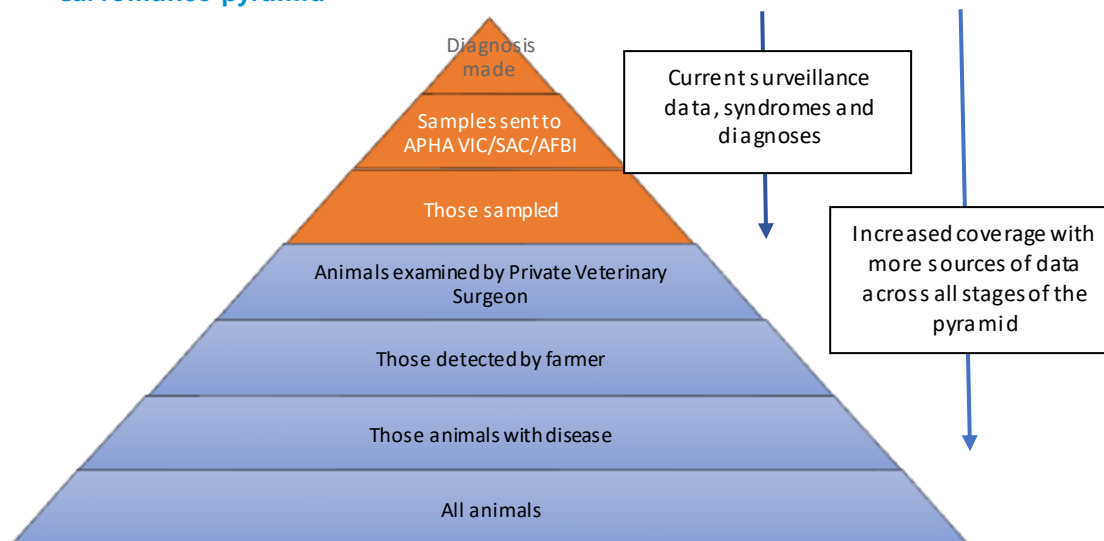 pyramid
Diagnosis
made
Samples sent to
APHA VIC/SAC/AFBI
Those sampled
Animals examined by Private Veterinary
Surgeon
Those detected by farmer
Those animals with disease
All animals
Current surveillance
data, syndromes and
diagnoses
Increased coverage with
more sources of data
across all stages of the
pyramid